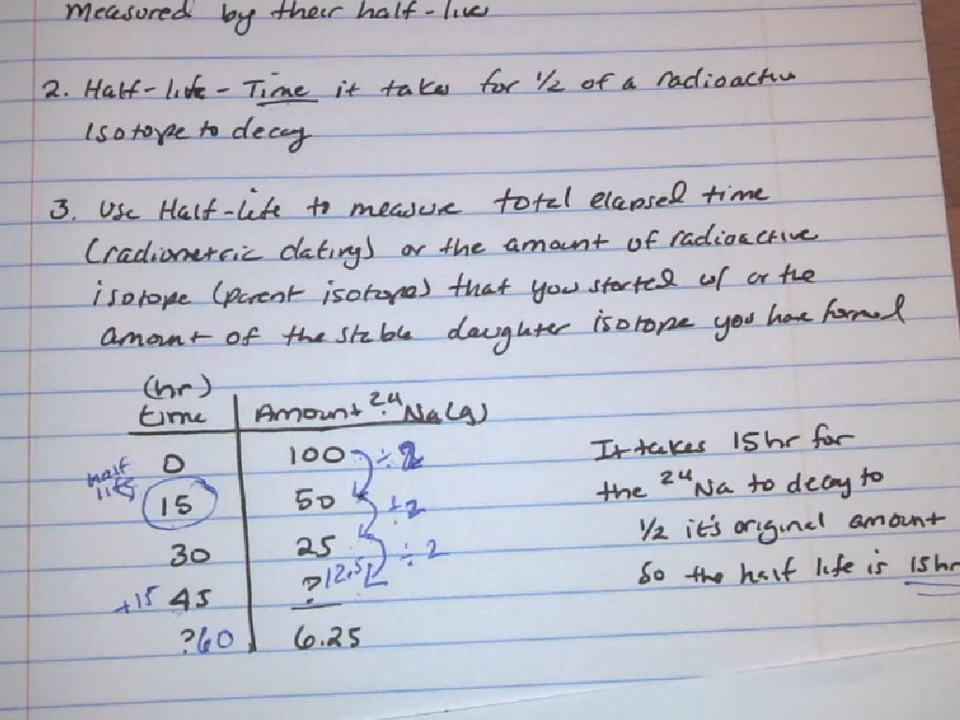 Measured by their half-live
2. Half-life - Time it takes for 1/2 of a radioactive
Isotope to decay
3. Use Half-life to measure total elapsed time
(radiometric dating) or the amount of radioactive
isotope (parent isotope) that you started w/ or the
amount of the stable daughter isotope you have formed
(hr)
time | Amount ²⁴Na(g)
half life
0 | 100 ÷ 2
15 | 50 ÷ 2
30 | 25 ÷ 2
+15 45 | ? 12.5
? 60 | 6.25
It takes 15 hr for
the ²⁴Na to decay to
1/2 it's original amount
So the half life is 15hr